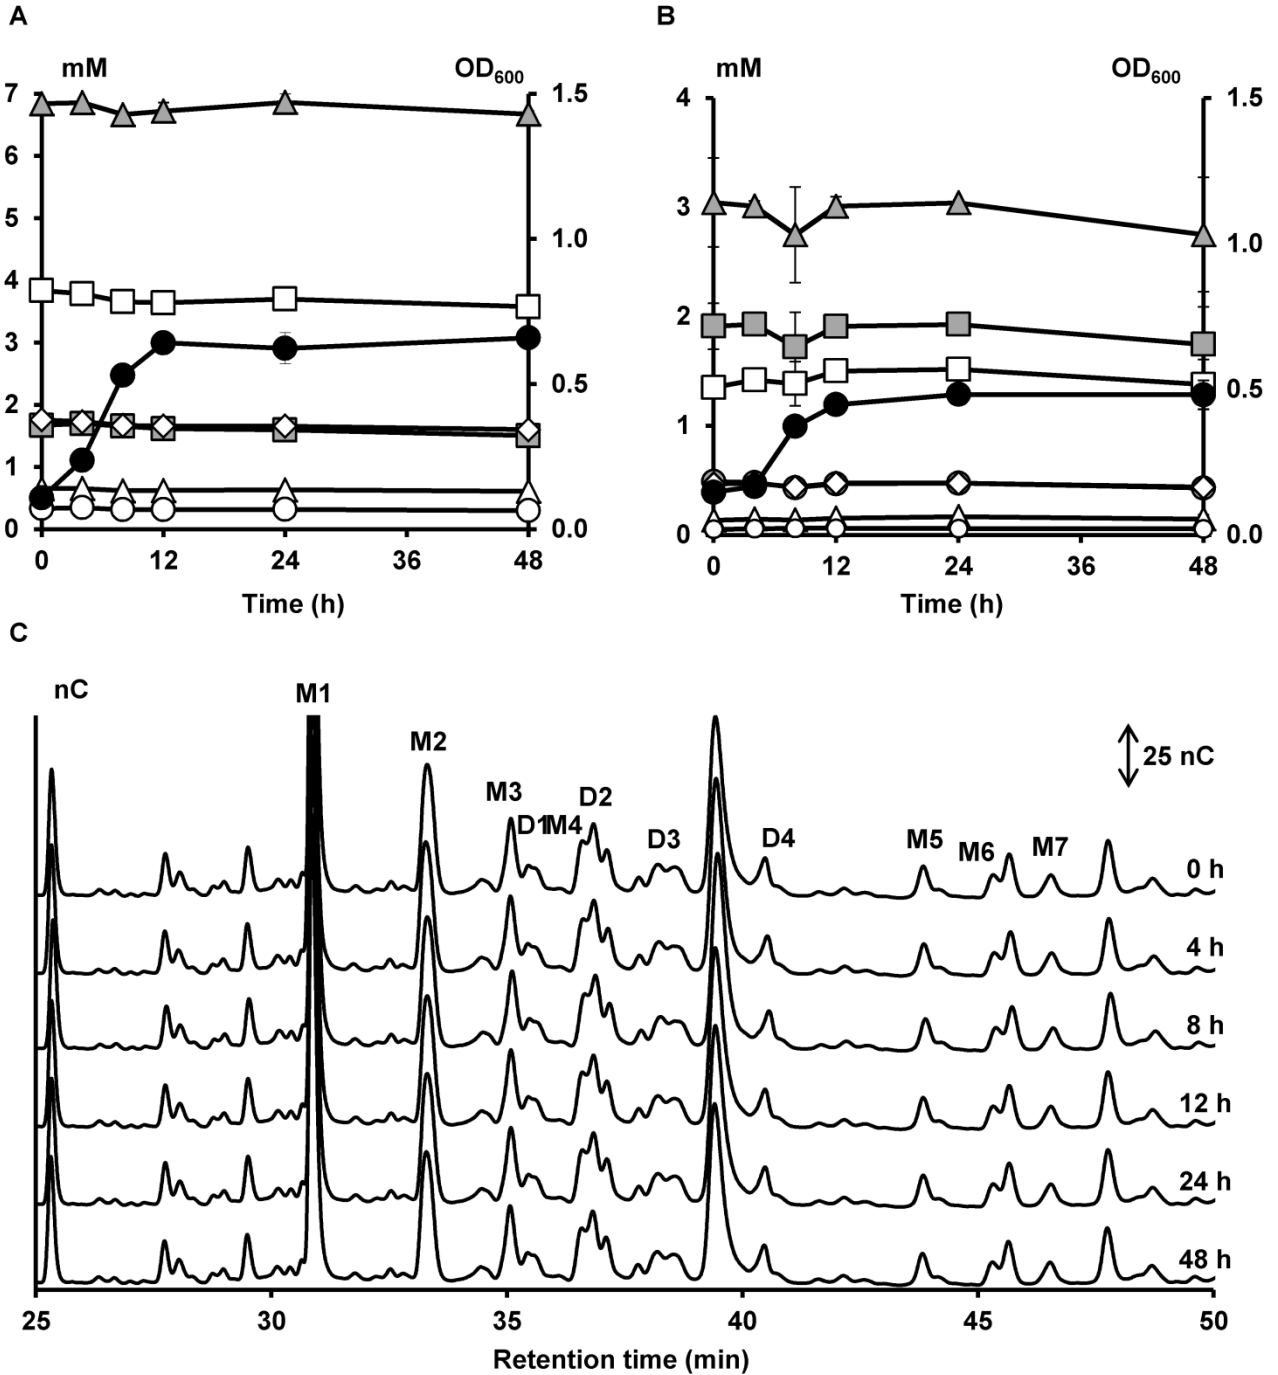 A
B
mM
OD600
mM
OD600
7
6
5
4
3
2
1
0
1.5
1.0
0.5
0.0
4
3
2
1
0
1.5
1.0
0.5
0.0
0 12 24 36 48
0 12 24 36 48
Time (h)
Time (h)
C
nC
M1
M2
M3
D1
M4
D2
D3
D4
M5
M6
M7
25 nC
0 h
4 h
8 h
12 h
24 h
48 h
25 30 35 40 45 50
Retention time (min)